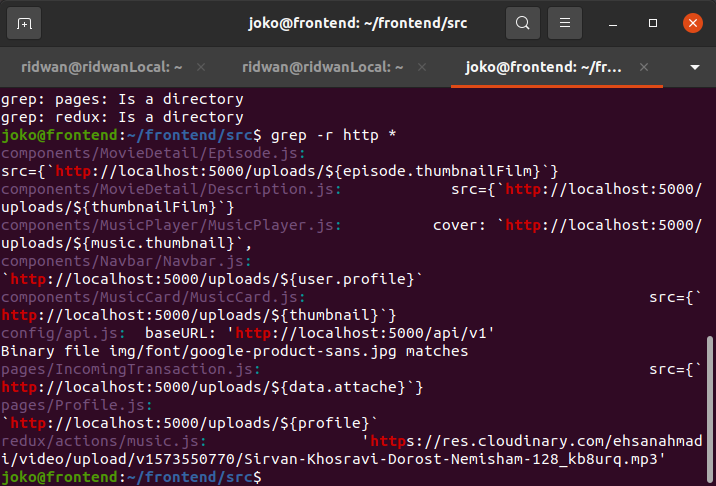 joko@frontend: ~/frontend/src
ridwan@ridwanLocal: ~ × ridwan@ridwanLocal: ~ × joko@frontend: ~/fr... ×
grep: pages: Is a directory
grep: redux: Is a directory
joko@frontend:~/frontend/src$ grep -r http *
components/MovieDetail/Episode.js:
src={`http://localhost:5000/uploads/${episode.thumbnailFilm}`}
components/MovieDetail/Description.js:            src={`http://localhost:5000/
uploads/${thumbnailFilm}`}
components/MusicPlayer/MusicPlayer.js:          cover: `http://localhost:5000/
uploads/${music.thumbnail}`,
components/Navbar/Navbar.js:
`http://localhost:5000/uploads/${user.profile}`
components/MusicCard/MusicCard.js:                                      src={`
http://localhost:5000/uploads/${thumbnail}`}
config/api.js:  baseURL: 'http://localhost:5000/api/v1'
Binary file img/font/google-product-sans.jpg matches
pages/IncomingTransaction.js:                                           src={`
http://localhost:5000/uploads/${data.attache}`}
pages/Profile.js:
`http://localhost:5000/uploads/${profile}`
redux/actions/music.js:                 'https://res.cloudinary.com/ehsanahmad
i/video/upload/v1573550770/Sirvan-Khosravi-Dorost-Nemisham-128_kb8urq.mp3'
joko@frontend:~/frontend/src$